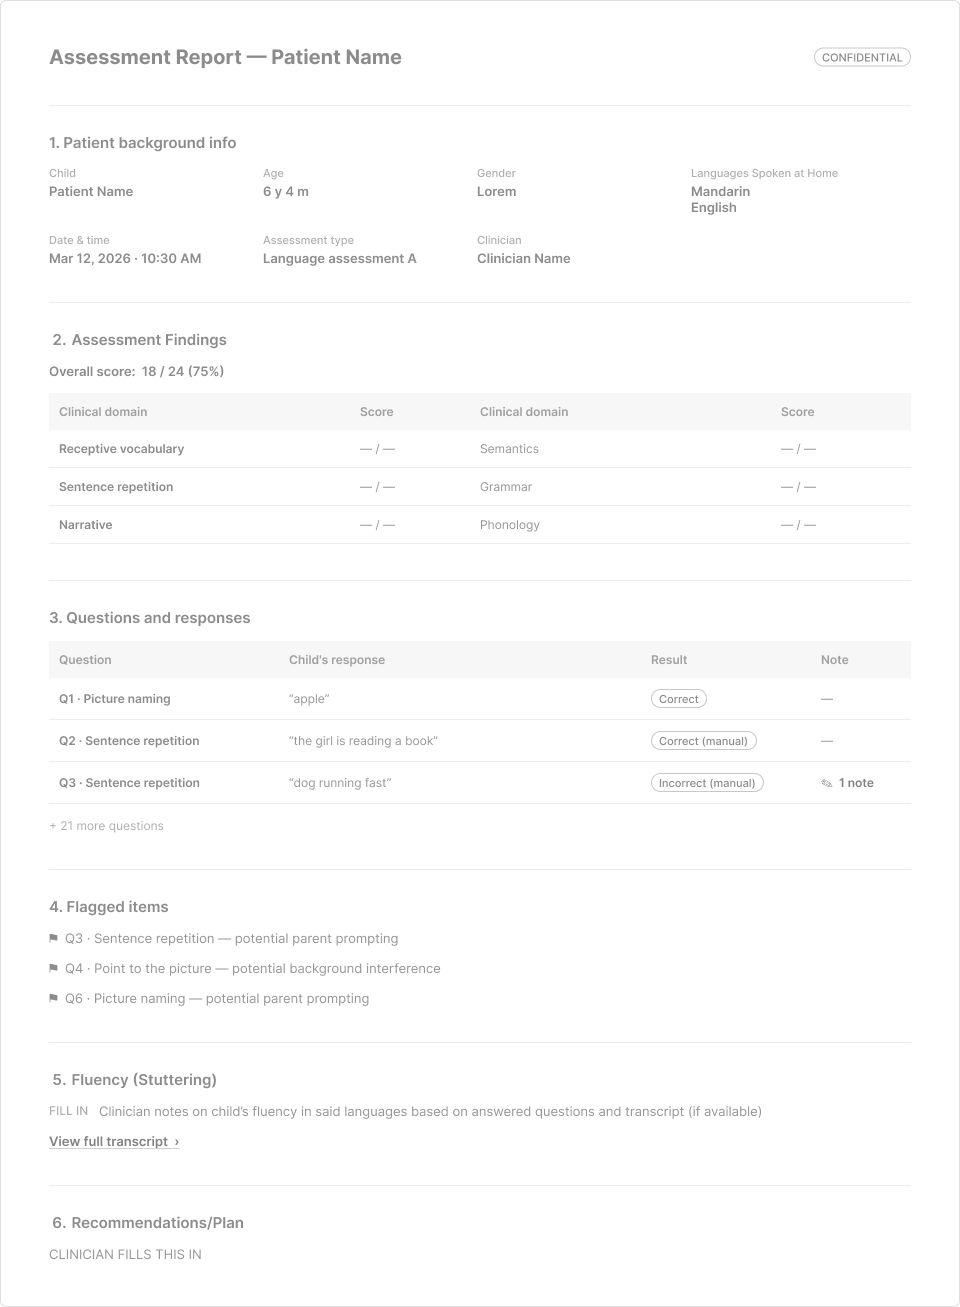 Assessment Report — Patient Name
CONFIDENTIAL
1. Patient background info
Child
Age
Gender
Languages Spoken at Home
Patient Name
6 y 4 m
Lorem
Mandarin
English
Date & time
Assessment type
Clinician
Mar 12, 2026 · 10:30 AM
Language assessment A
Clinician Name
2. Assessment Findings
Overall score: 18 / 24 (75%)
Clinical domain Score Clinical domain Score
Receptive vocabulary — / — Semantics — / —
Sentence repetition — / — Grammar — / —
Narrative — / — Phonology — / —
3. Questions and responses
Question Child's response Result Note
Q1 · Picture naming “apple” Correct —
Q2 · Sentence repetition “the girl is reading a book” Correct (manual) —
Q3 · Sentence repetition “dog running fast” Incorrect (manual) ✎ 1 note
+ 21 more questions
4. Flagged items
⚑ Q3 · Sentence repetition — potential parent prompting
⚑ Q4 · Point to the picture — potential background interference
⚑ Q6 · Picture naming — potential parent prompting
5. Fluency (Stuttering)
FILL IN Clinician notes on child’s fluency in said languages based on answered questions and transcript (if available)
View full transcript ›
6. Recommendations/Plan
CLINICIAN FILLS THIS IN